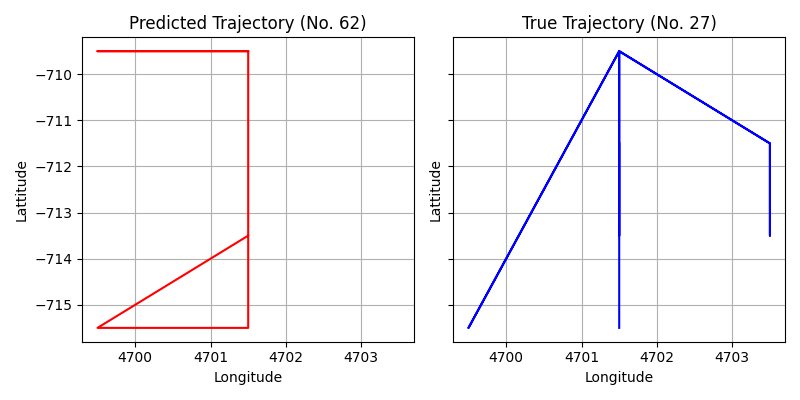 Predicted Trajectory (No. 62)
Lattitude
−710
−711
−712
−713
−714
−715
4700 4701 4702 4703
Longitude
True Trajectory (No. 27)
Lattitude
4700 4701 4702 4703
Longitude